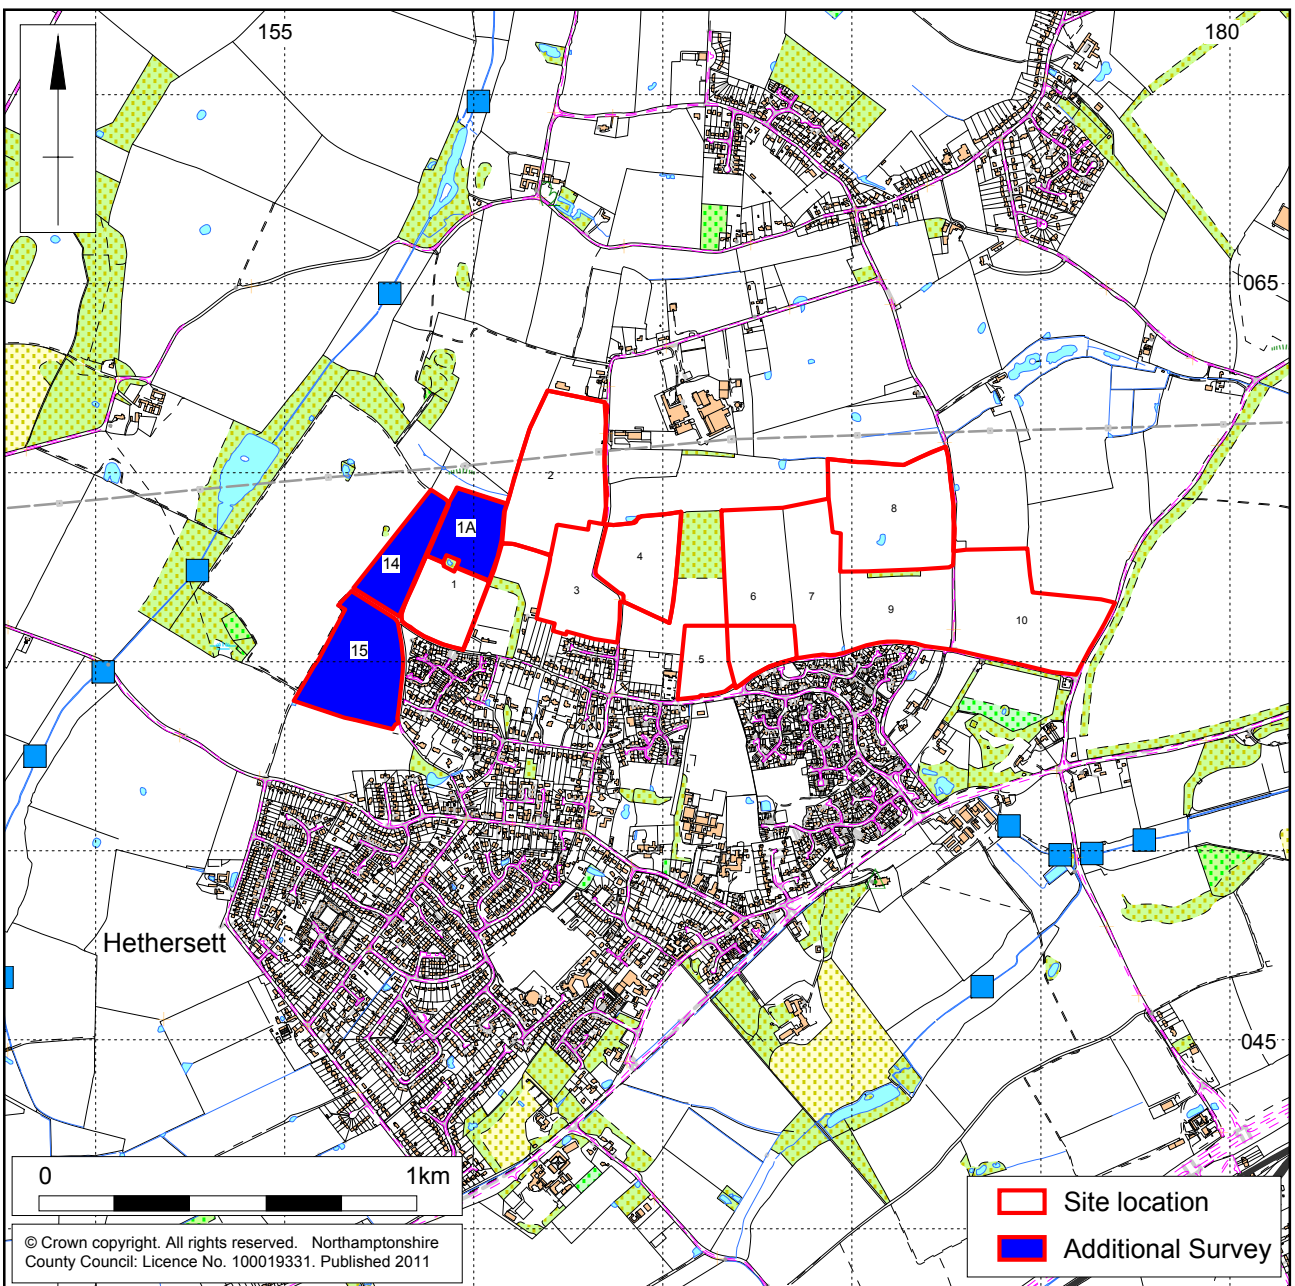 155
180
065
2
1A
8
14
4
1
3
6
7
9
10
15
5
Hethersett
045
0 1km
Site location
© Crown copyright. All rights reserved. Northamptonshire
County Council: Licence No. 100019331. Published 2011
Additional Survey